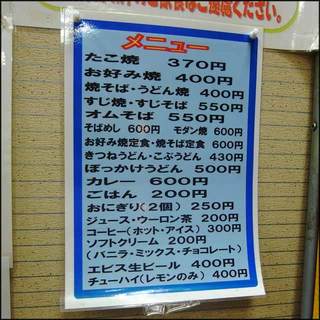 ご遠慮ください。
メニュー
たこ焼 370円
お好み焼 400円
焼そば・うどん焼 400円
すじ焼・すじそば 550円
オムそば 550円
そばめし 600円 モダン焼 600円
お好み焼定食・焼そば定食 600円
きつねうどん・こぶうどん 430円
ぼっかけうどん 500円
カレー 600円
ごはん 200円
おにぎり(2個) 250円
ジュース・ウーロン茶 200円
コーヒー(ホット・アイス) 300円
ソフトクリーム 200円
(バニラ・ミックス・チョコレート)
エビス生ビール 400円
チューハイ(レモンのみ) 400円